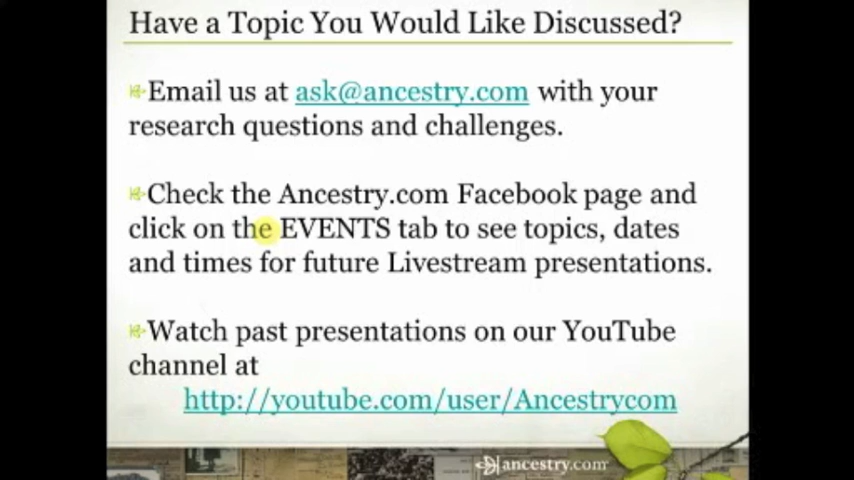 Have a Topic You Would Like Discussed?
Email us at ask@ancestry.com with your
research questions and challenges.
Check the Ancestry.com Facebook page and
click on the EVENTS tab to see topics, dates
and times for future Livestream presentations.
Watch past presentations on our YouTube
channel at
http://youtube.com/user/Ancestrycom
ancestry.com